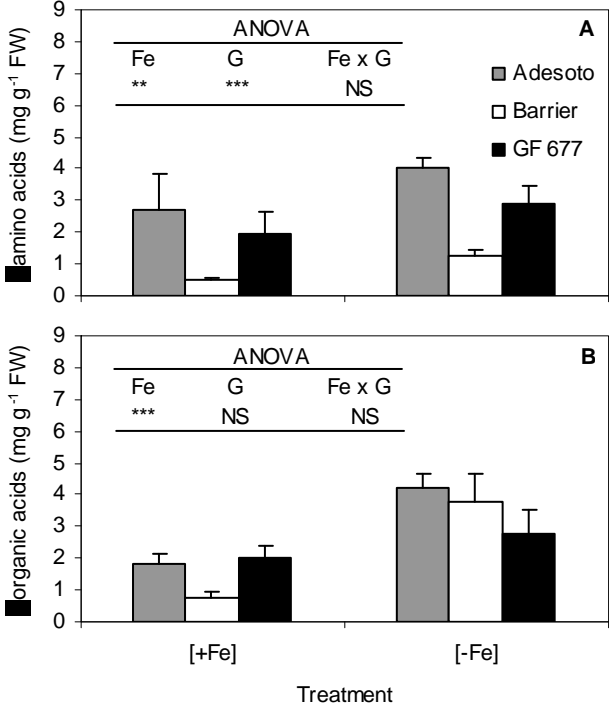 A
ANOVA
Fe G Fe x G
** *** NS
Adesoto
Barrier
GF 677
amino acids (mg g-1 FW)
9
8
7
6
5
4
3
2
1
0
B
ANOVA
Fe G Fe x G
*** NS NS
organic acids (mg g-1 FW)
9
8
7
6
5
4
3
2
1
0
[+Fe] [-Fe]
Treatment